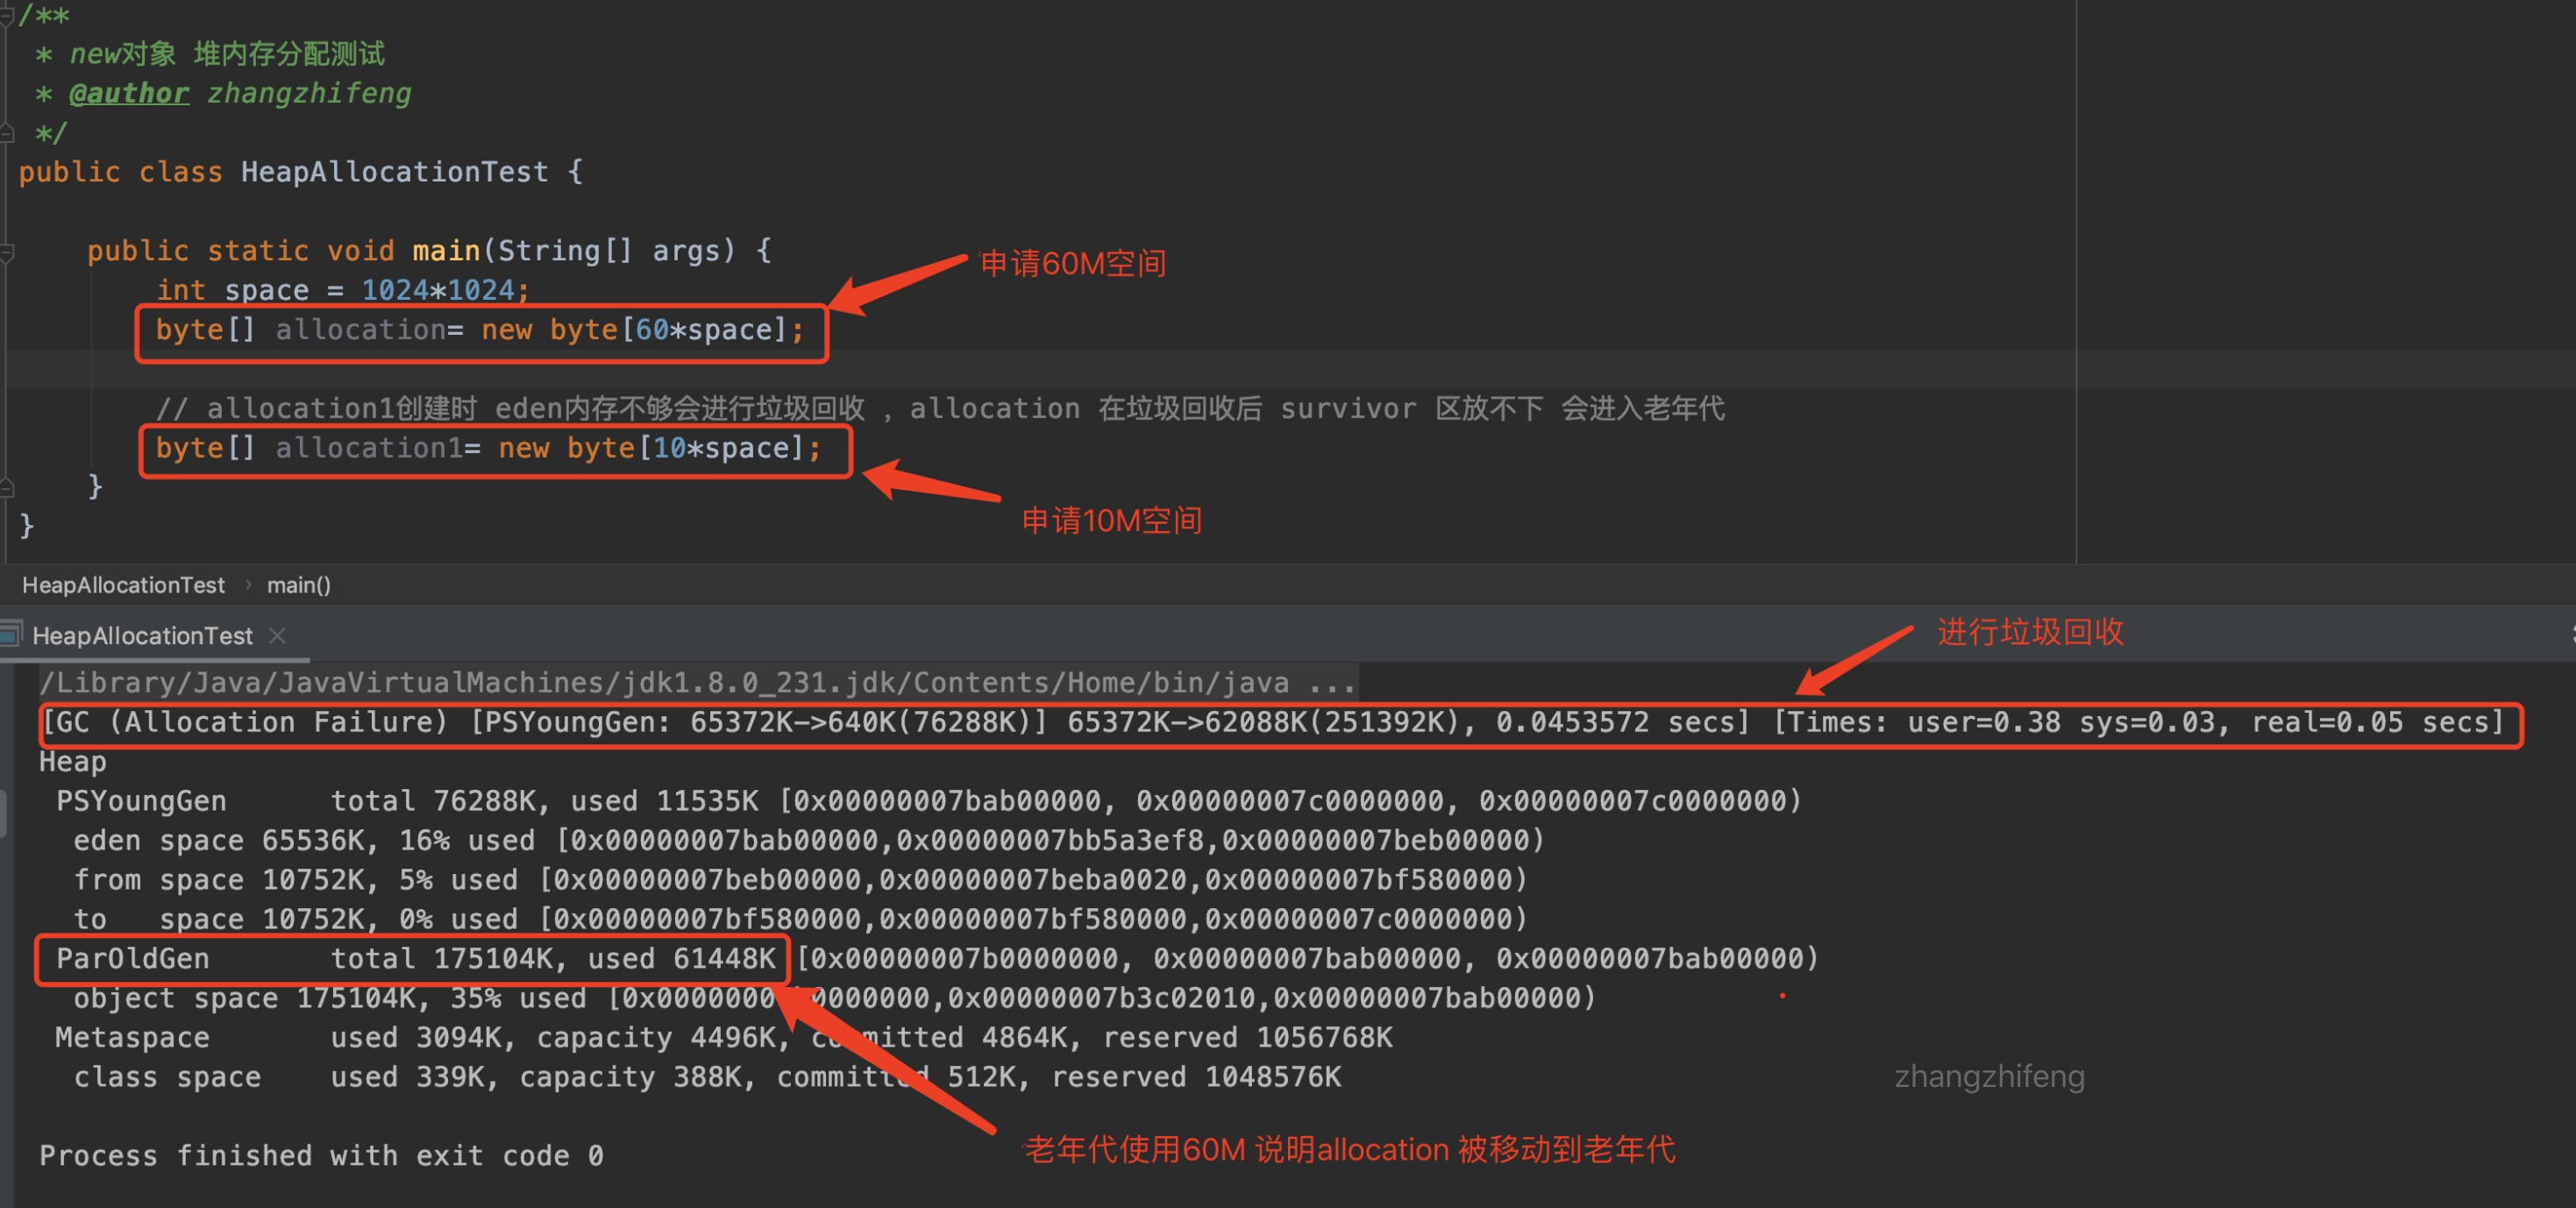 /**
* new对象 堆内存分配测试
* @author zhangzhifeng
*/
public class HeapAllocationTest {
public static void main(String[] args) {
申请60M空间
int space = 1024*1024;
byte[] allocation= new byte[60*space];
// allocation1创建时 eden内存不够会进行垃圾回收 , allocation 在垃圾回收后 survivor 区放不下 会进入老年代
byte[] allocation1= new byte[10*space];
}
申请10M空间
}
HeapAllocationTest › main()
HeapAllocationTest ×
进行垃圾回收
/Library/Java/JavaVirtualMachines/jdk1.8.0_231.jdk/Contents/Home/bin/java ...
[GC (Allocation Failure) [PSYoungGen: 65372K->640K(76288K)] 65372K->62088K(251392K), 0.0453572 secs] [Times: user=0.38 sys=0.03, real=0.05 secs]
Heap
PSYoungGen total 76288K, used 11535K [0x00000007bab00000, 0x00000007c0000000, 0x00000007c0000000)
eden space 65536K, 16% used [0x00000007bab00000,0x00000007bb5a3ef8,0x00000007beb00000)
from space 10752K, 5% used [0x00000007beb00000,0x00000007beba0020,0x00000007bf580000)
to space 10752K, 0% used [0x00000007bf580000,0x00000007bf580000,0x00000007c0000000)
ParOldGen total 175104K, used 61448K [0x00000007b0000000, 0x00000007bab00000, 0x00000007bab00000)
object space 175104K, 35% used 0000000,0x00000007b3c02010,0x00000007bab00000)
Metaspace used 3094K, capacity 4496K, committed 4864K, reserved 1056768K
class space used 339K, capacity 388K, committed 512K, reserved 1048576K
zhangzhifeng
老年代使用60M 说明allocation 被移动到老年代
Process finished with exit code 0